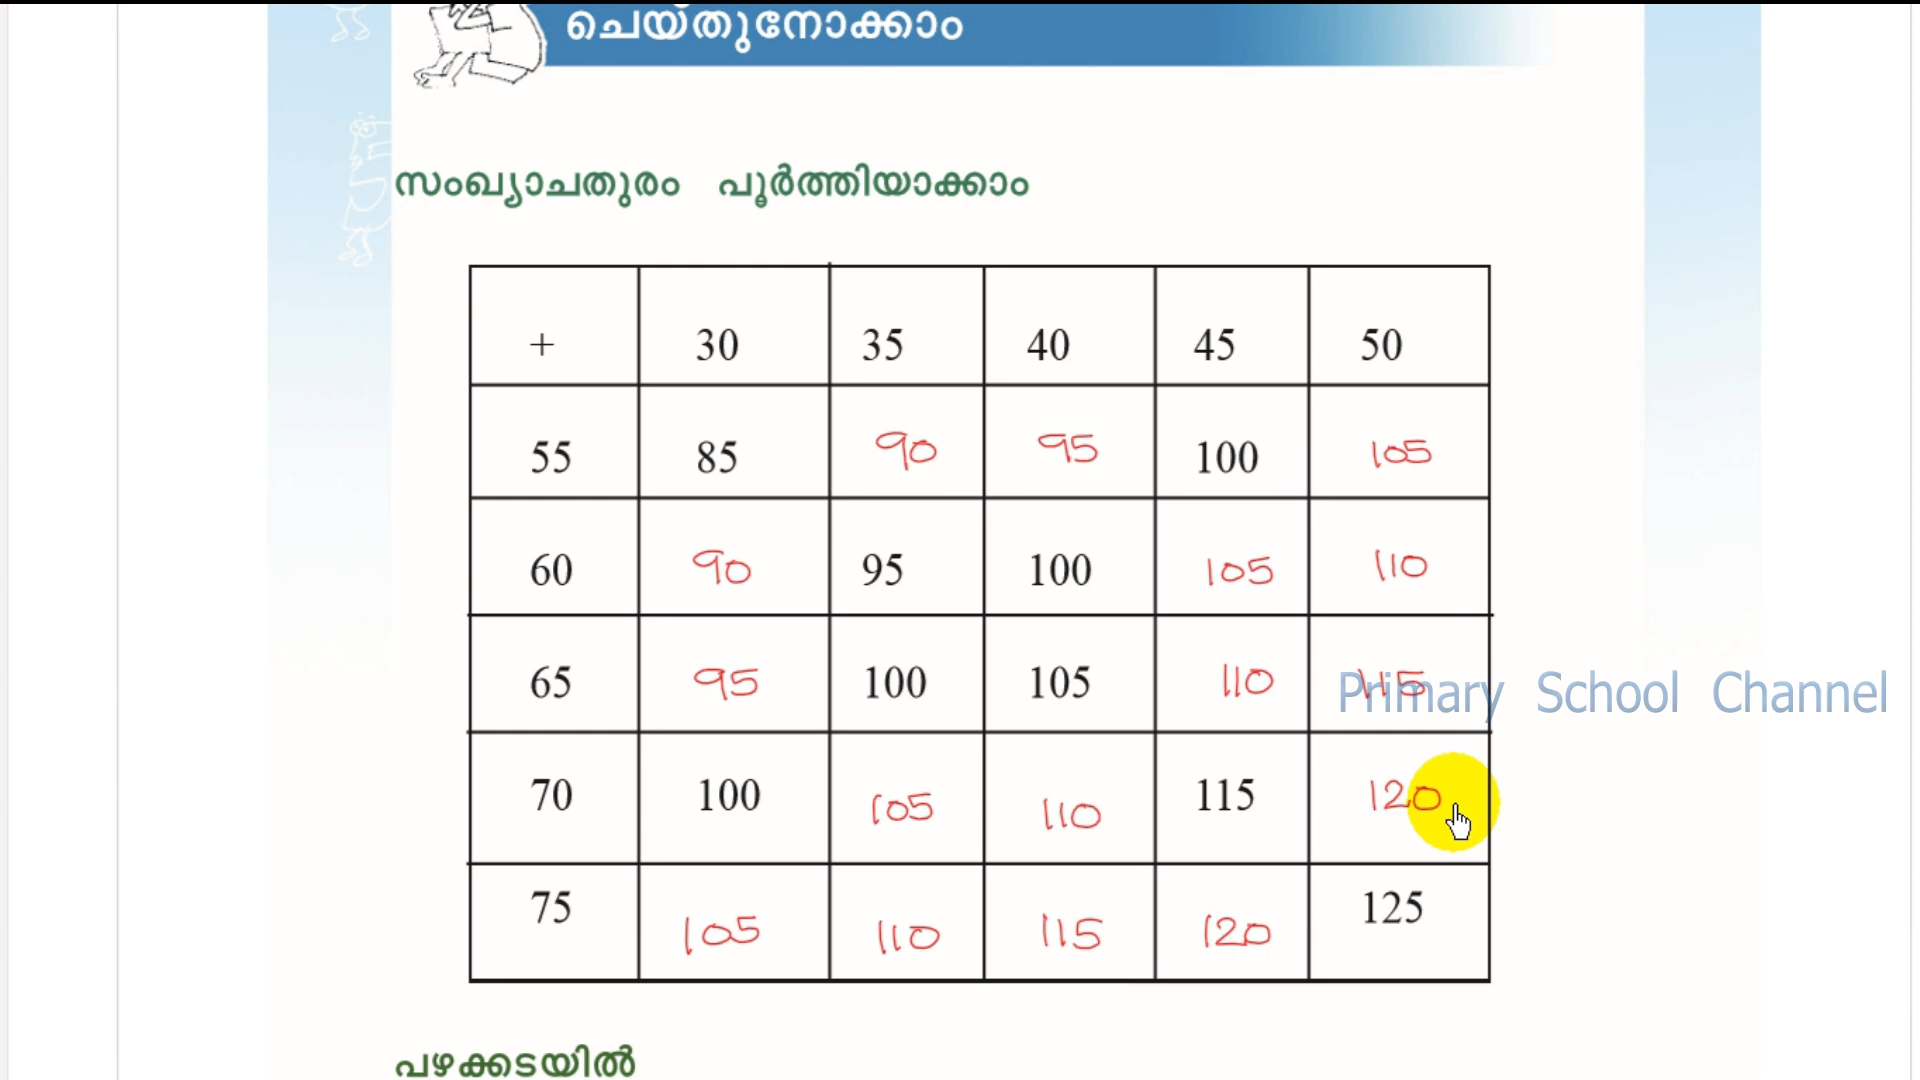 ചെയ്തുനോക്കാം
സംഖ്യാചതുരം പൂർത്തിയാക്കാം
+ 30 35 40 45 50
55 85 90 95 100 105
60 90 95 100 105 110
65 95 100 105 110 115
Primary School Channel
70 100 105 110 115 120
75 105 110 115 120 125
പഴക്കടയിൽ